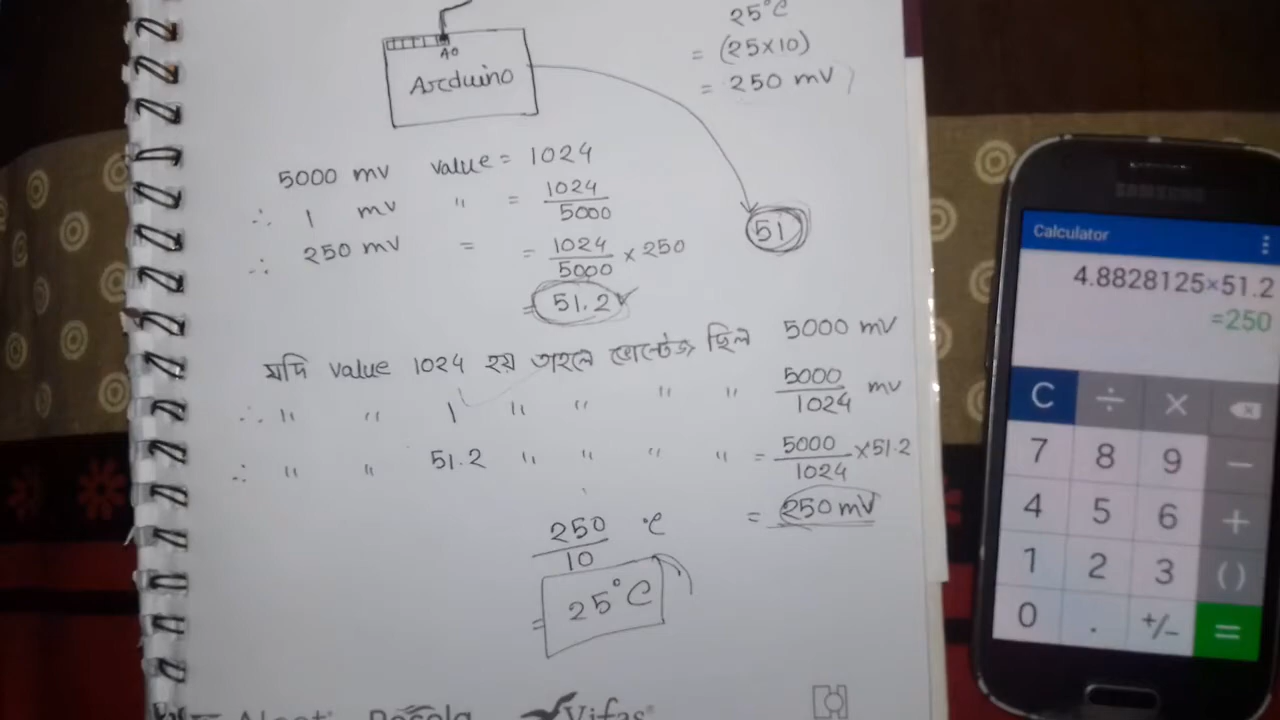 25°C
= (25×10)
= 250 mV
A0
Arduino
5000 mv value = 1024
∴ 1 mv " = 1024/5000
∴ 250 mV = = 1024/5000 × 250
= 51.2
51
যদি value 1024 হয় তাহলে ভোল্টেজ ছিল 5000 mV
∴ " " 1 " " " " 5000/1024 mv
∴ " " 51.2 " " " " = 5000/1024 ×51.2
= 250 mV
250/10 °c
= 25°C
Vifas
SAMSUNG
Calculator
4.8828125×51.2
=250
C ÷ ×
7 8 9 −
4 5 6 +
1 2 3 ()
0 . +/− =